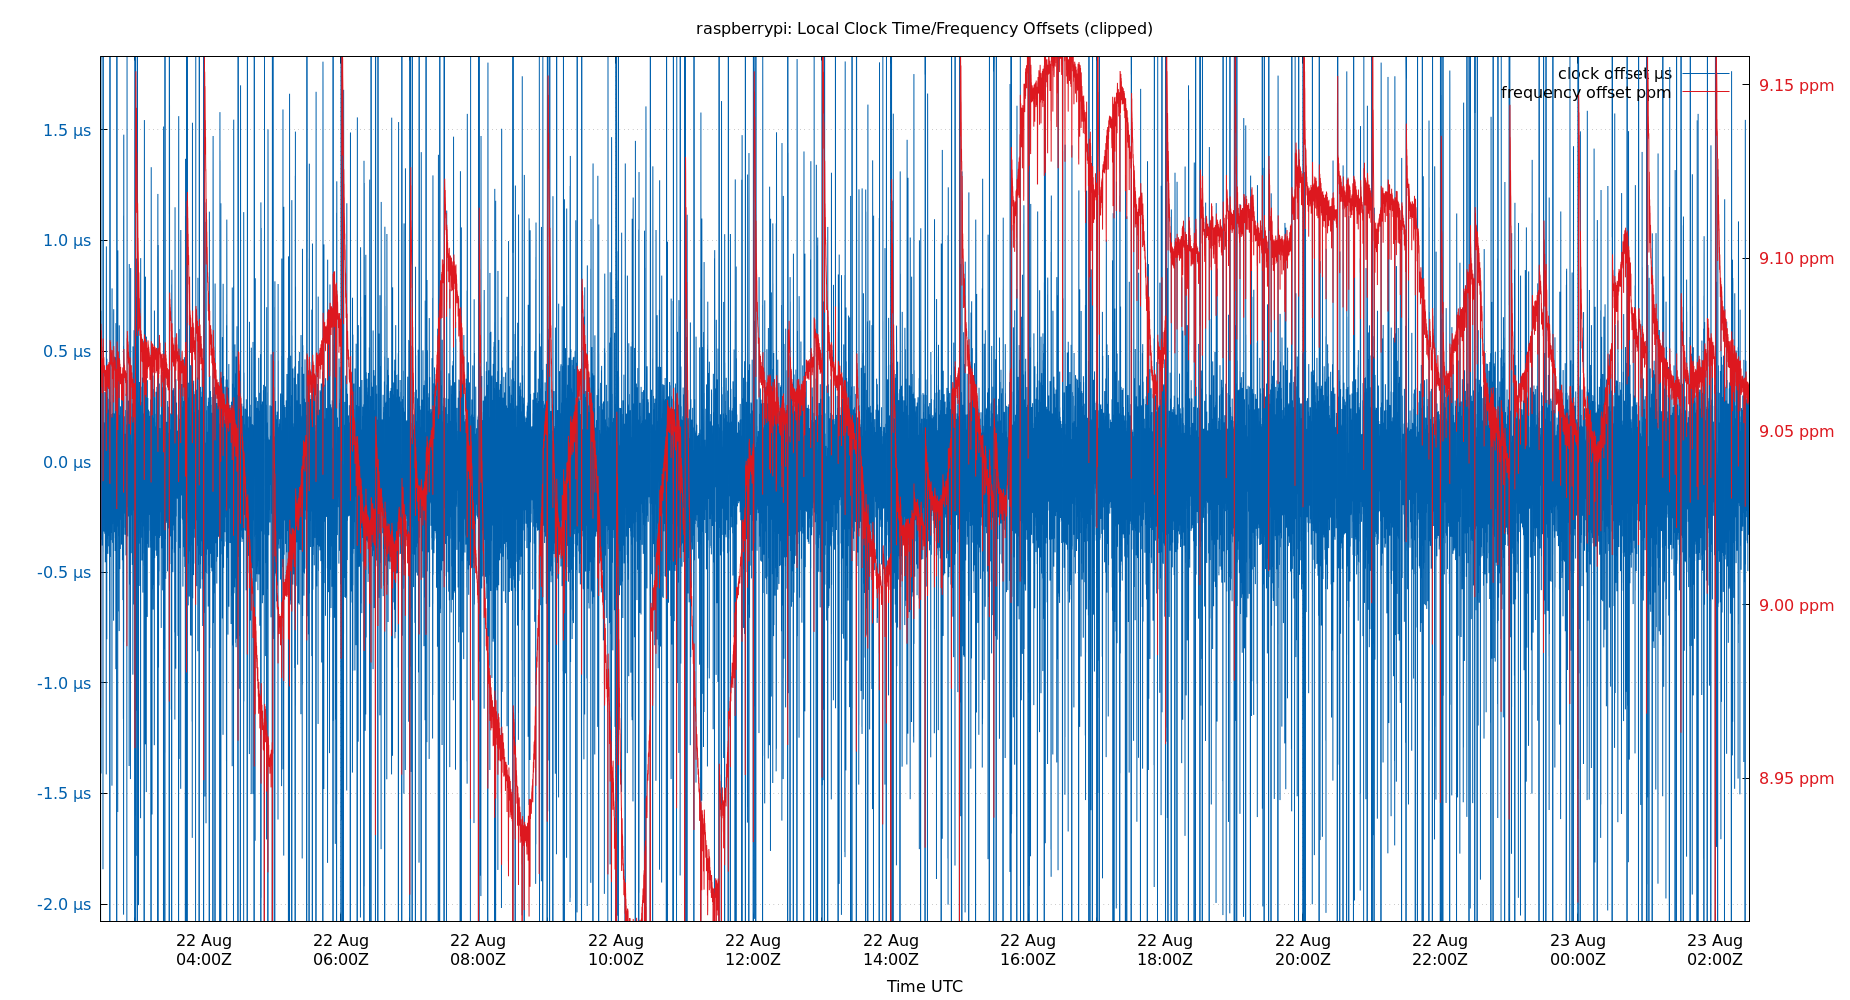 raspberrypi: Local Clock Time/Frequency Offsets (clipped)
clock offset µs
frequency offset ppm
1.5 µs
1.0 µs
0.5 µs
0.0 µs
-0.5 µs
-1.0 µs
-1.5 µs
-2.0 µs
9.15 ppm
9.10 ppm
9.05 ppm
9.00 ppm
8.95 ppm
22 Aug 22 Aug 22 Aug 22 Aug 22 Aug 22 Aug 22 Aug 22 Aug 22 Aug 22 Aug 23 Aug 23 Aug
04:00Z 06:00Z 08:00Z 10:00Z 12:00Z 14:00Z 16:00Z 18:00Z 20:00Z 22:00Z 00:00Z 02:00Z
Time UTC